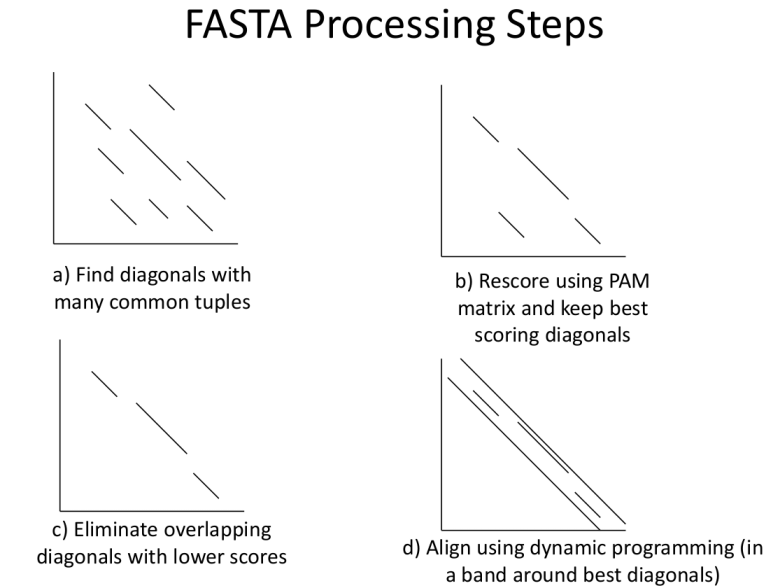 FASTA Processing Steps
a) Find diagonals with
many common tuples
b) Rescore using PAM
matrix and keep best
scoring diagonals
c) Eliminate overlapping
diagonals with lower scores
d) Align using dynamic programming (in
a band around best diagonals)